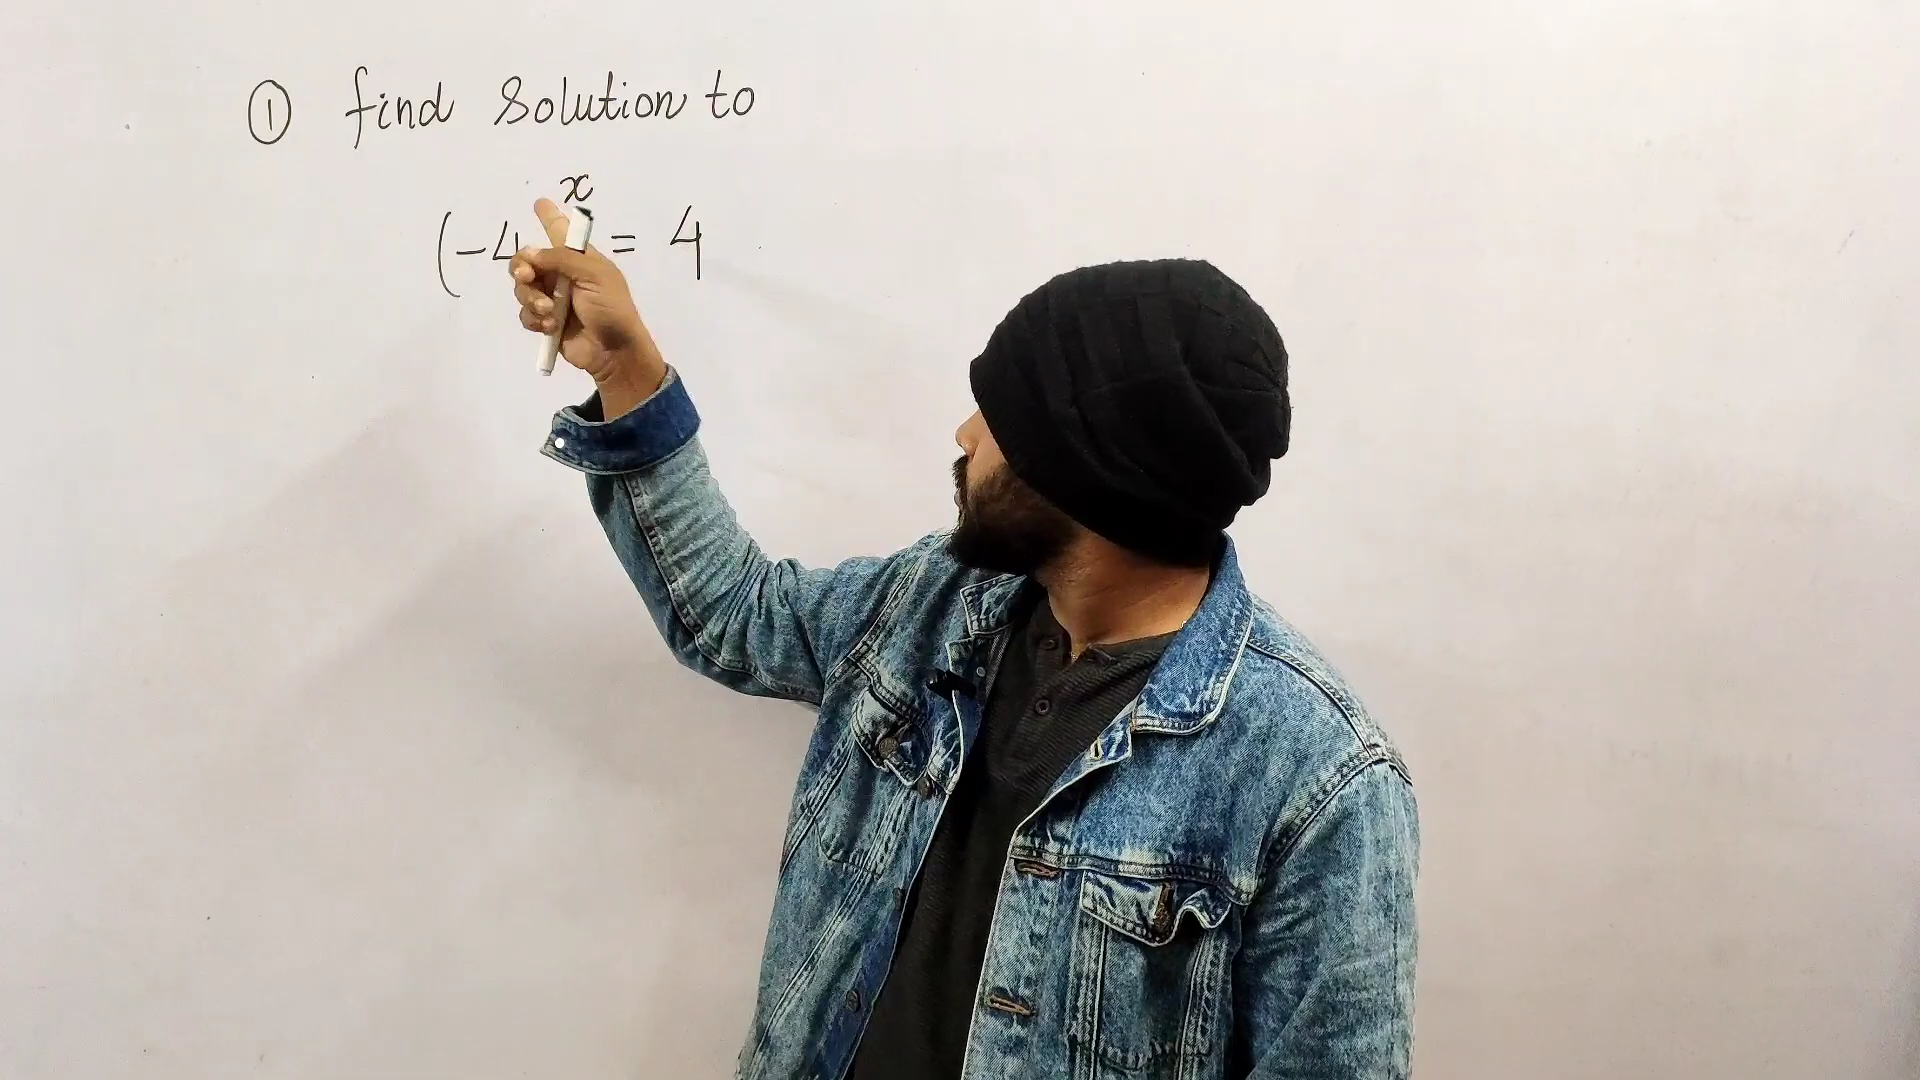 ① find solution to
(-4 x = 4